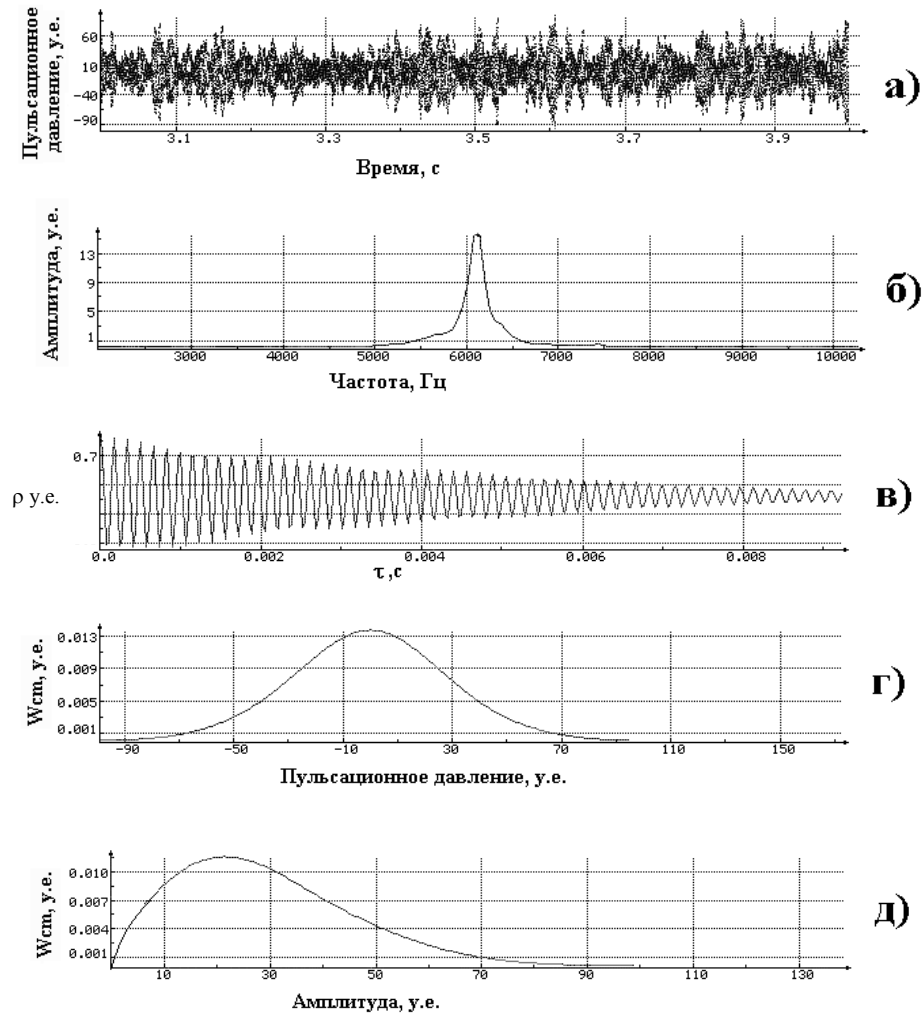 Пульсационное
давление, у.е.
60
10
-40
-90
3.1 3.3 3.5 3.7 3.9
Время, с
а)
Амплитуда, у.е.
13
9
5
1
3000 4000 5000 6000 7000 8000 9000 10000
Частота, Гц
б)
ρ у.е.
0.7
0.0 0.002 0.004 0.006 0.008
τ ,с
в)
Wcm, у.е.
0.013
0.009
0.005
0.001
-90 -50 -10 30 70 110 150
Пульсационное давление, у.е.
г)
Wcm, у.е.
0.010
0.007
0.004
0.001
10 30 50 70 90 110 130
Амплитуда, у.е.
д)